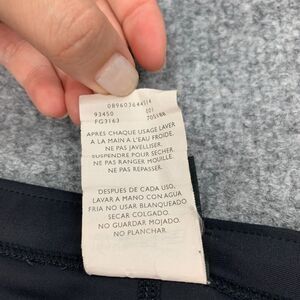 93450
FG3163
APRES CHAQUE USAGE LAVER
A LA MAIN A L'EAU FROIDE.
NE PAS JAVELLISER.
SUSPENDRE POUR SECHER
NE PAS RANGER MOUILLE.
NE PAS REPASSER.
DESPUES DE CADA USO,
LAVAR A MANO CON AGUA
FRIA NO USAR BLANQUEADO
SECAR COLGADO.
NO GUARDAR MOJADO.
NO PLANCHAR.